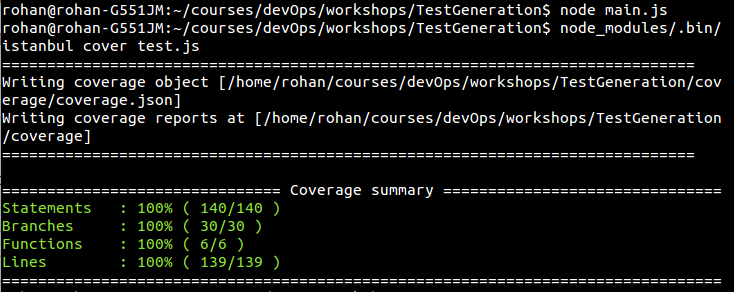 rohan@rohan-G551JM:~/courses/devOps/workshops/TestGeneration$ node main.js
rohan@rohan-G551JM:~/courses/devOps/workshops/TestGeneration$ node_modules/.bin/
istanbul cover test.js
=============================================================================
Writing coverage object [/home/rohan/courses/devOps/workshops/TestGeneration/cov
erage/coverage.json]
Writing coverage reports at [/home/rohan/courses/devOps/workshops/TestGeneration
/coverage]
=============================================================================
=============================== Coverage summary ===============================
Statements   : 100% ( 140/140 )
Branches     : 100% ( 30/30 )
Functions    : 100% ( 6/6 )
Lines        : 100% ( 139/139 )
================================================================================